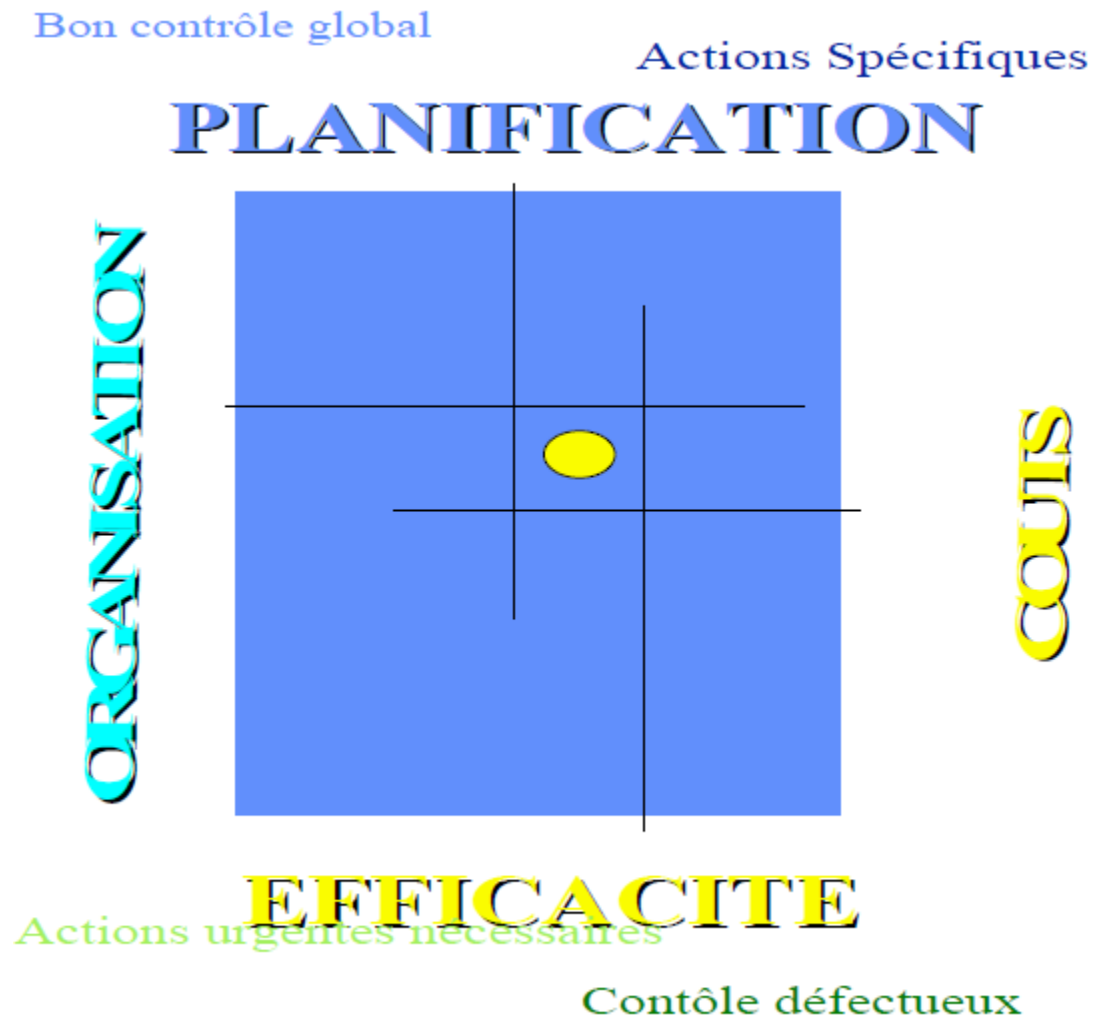 Bon contrôle global
Actions Spécifiques
PLANIFICATION
ORGANISATION
COUTS
EFFICACITE
Actions urgentes nécessaires
Contôle défectueux